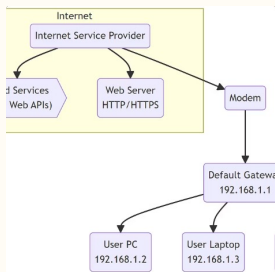 Internet
Internet Service Provider
d Services
Web APIs)
Web Server
HTTP/HTTPS
Modem
Default Gatewa
192.168.1.1
User PC
192.168.1.2
User Laptop
192.168.1.3